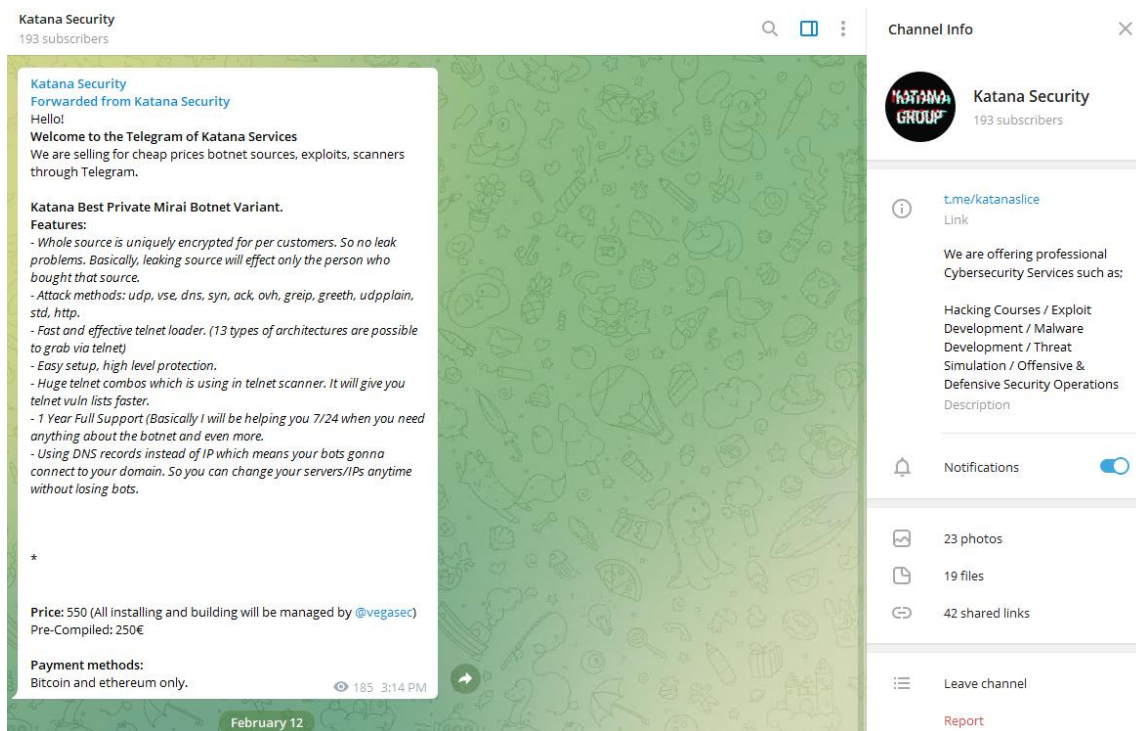 Katana Security
193 subscribers
Katana Security
Forwarded from Katana Security
Hello!
Welcome to the Telegram of Katana Services
We are selling for cheap prices botnet sources, exploits, scanners
through Telegram.
Katana Best Private Mirai Botnet Variant.
Features:
- Whole source is uniquely encrypted for per customers. So no leak
problems. Basically, leaking source will effect only the person who
bought that source.
- Attack methods: udp, vse, dns, syn, ack, ovh, greip, greeth, udpplain,
std, http.
- Fast and effective telnet loader. (13 types of architectures are possible
to grab via telnet)
- Easy setup, high level protection.
- Huge telnet combos which is using in telnet scanner. It will give you
telnet vuln lists faster.
- 1 Year Full Support (Basically I will be helping you 7/24 when you need
anything about the botnet and even more.
- Using DNS records instead of IP which means your bots gonna
connect to your domain. So you can change your servers/IPs anytime
without losing bots.
*
Price: 550 (All installing and building will be managed by @vegasec)
Pre-Compiled: 250€
Payment methods:
Bitcoin and ethereum only.
185 3:14 PM
February 12
Channel Info
KATANA
GROUP
Katana Security
193 subscribers
t.me/katanaslice
Link
We are offering professional
Cybersecurity Services such as;
Hacking Courses / Exploit
Development / Malware
Development / Threat
Simulation / Offensive &
Defensive Security Operations
Description
Notifications
23 photos
19 files
42 shared links
Leave channel
Report